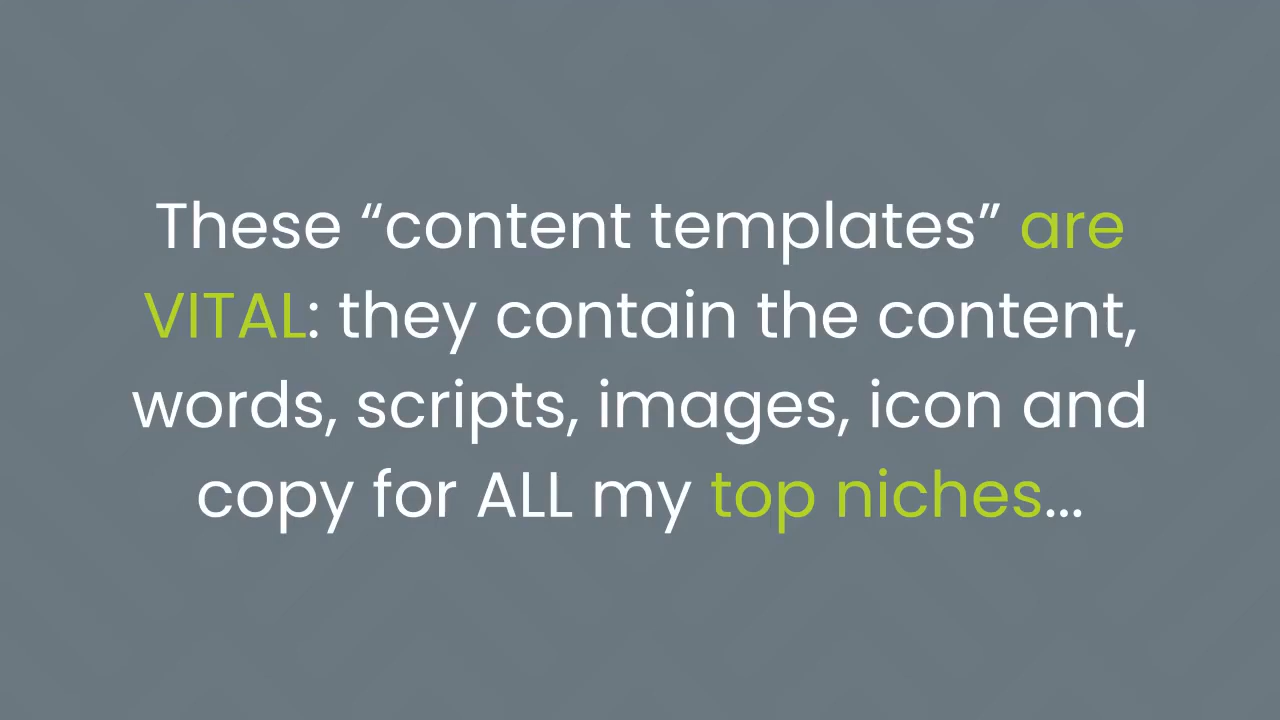 These “content templates” are
VITAL: they contain the content,
words, scripts, images, icon and
copy for ALL my top niches...